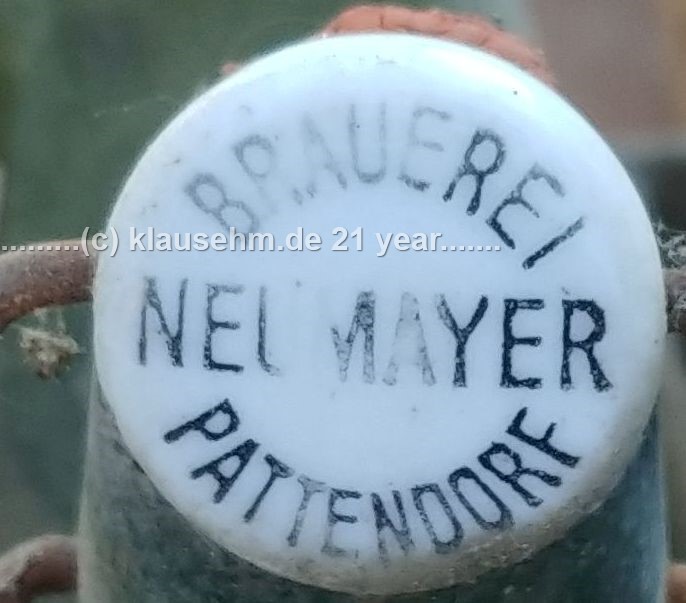 BRAUEREI
.........(c) klausehm.de 21 year.......
NEUMAYER
PATTENDORF